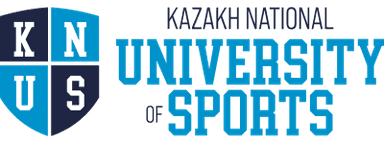 K N
U S
KAZAKH NATIONAL
UNIVERSITY
OF SPORTS